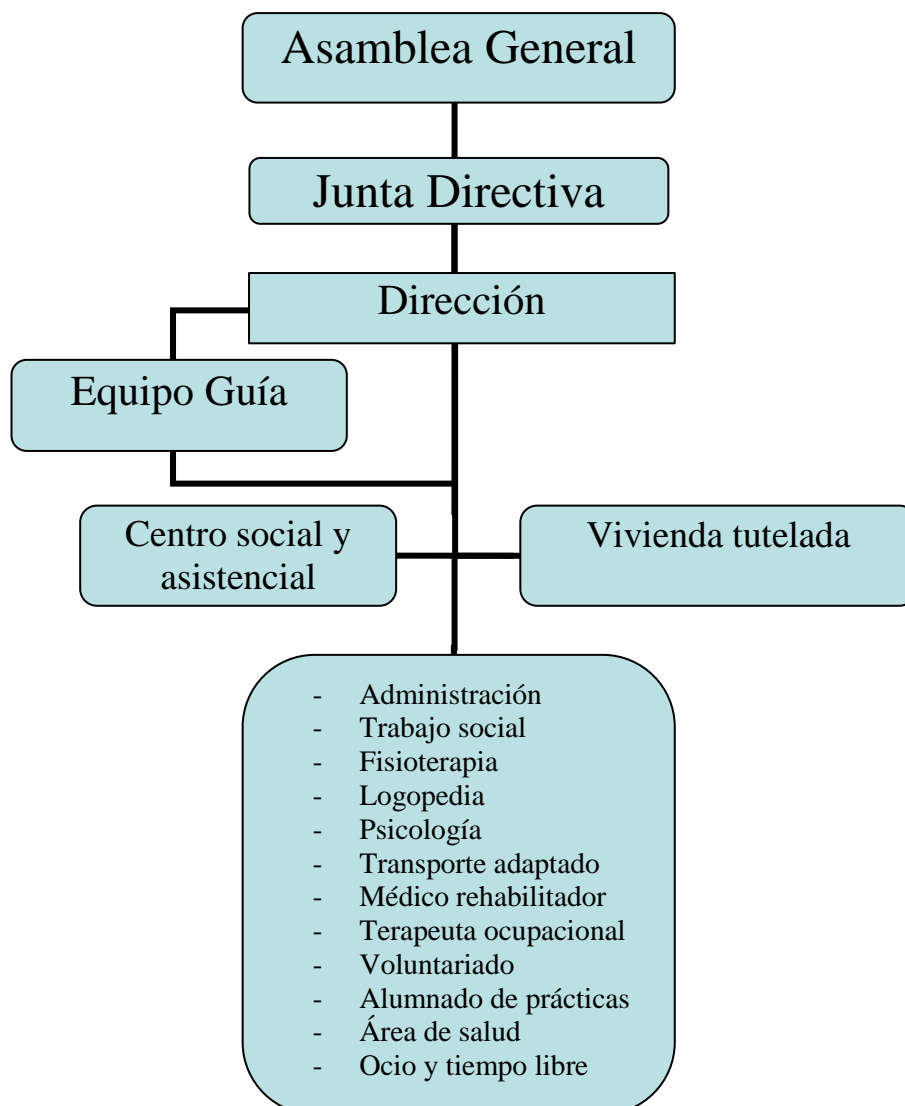 Asamblea General
Junta Directiva
Dirección
Equipo Guía
Centro social y
asistencial
Vivienda tutelada
- Administración
- Trabajo social
- Fisioterapia
- Logopedia
- Psicología
- Transporte adaptado
- Médico rehabilitador
- Terapeuta ocupacional
- Voluntariado
- Alumnado de prácticas
- Área de salud
- Ocio y tiempo libre